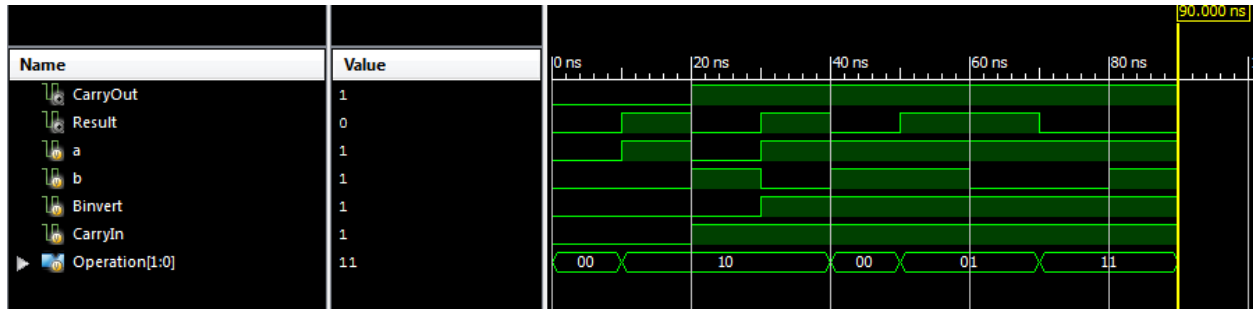 90.000 ns
Name Value 0 ns 20 ns 40 ns 60 ns 80 ns
CarryOut 1
Result 0
a 1
b 1
Binvert 1
CarryIn 1
Operation[1:0] 11 00 10 00 01 11